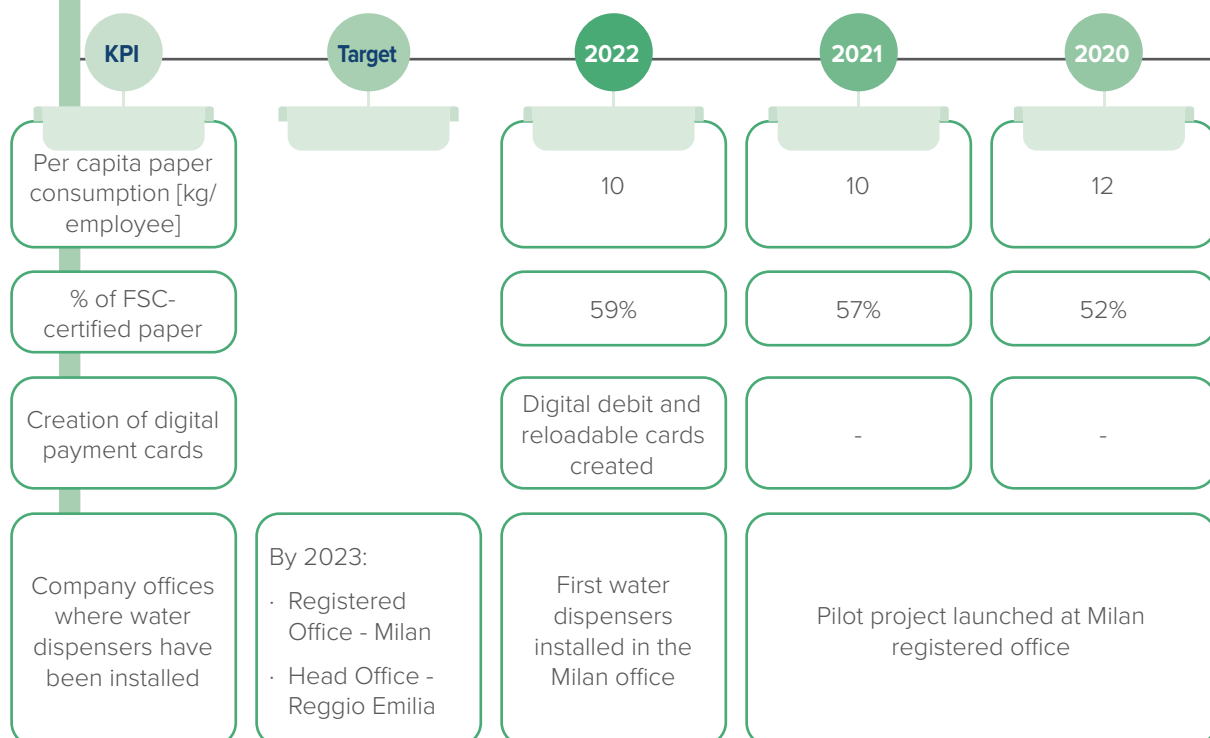 KPI
Target
2022
2021
2020
Per capita paper
consumption [kg/
employee]
10
10
12
% of FSC-
certified paper
59%
57%
52%
Creation of digital
payment cards
Digital debit and
reloadable cards
created
-
-
Company offices
where water
dispensers have
been installed
By 2023:
· Registered
Office - Milan
· Head Office -
Reggio Emilia
First water
dispensers
installed in the
Milan office
Pilot project launched at Milan
registered office